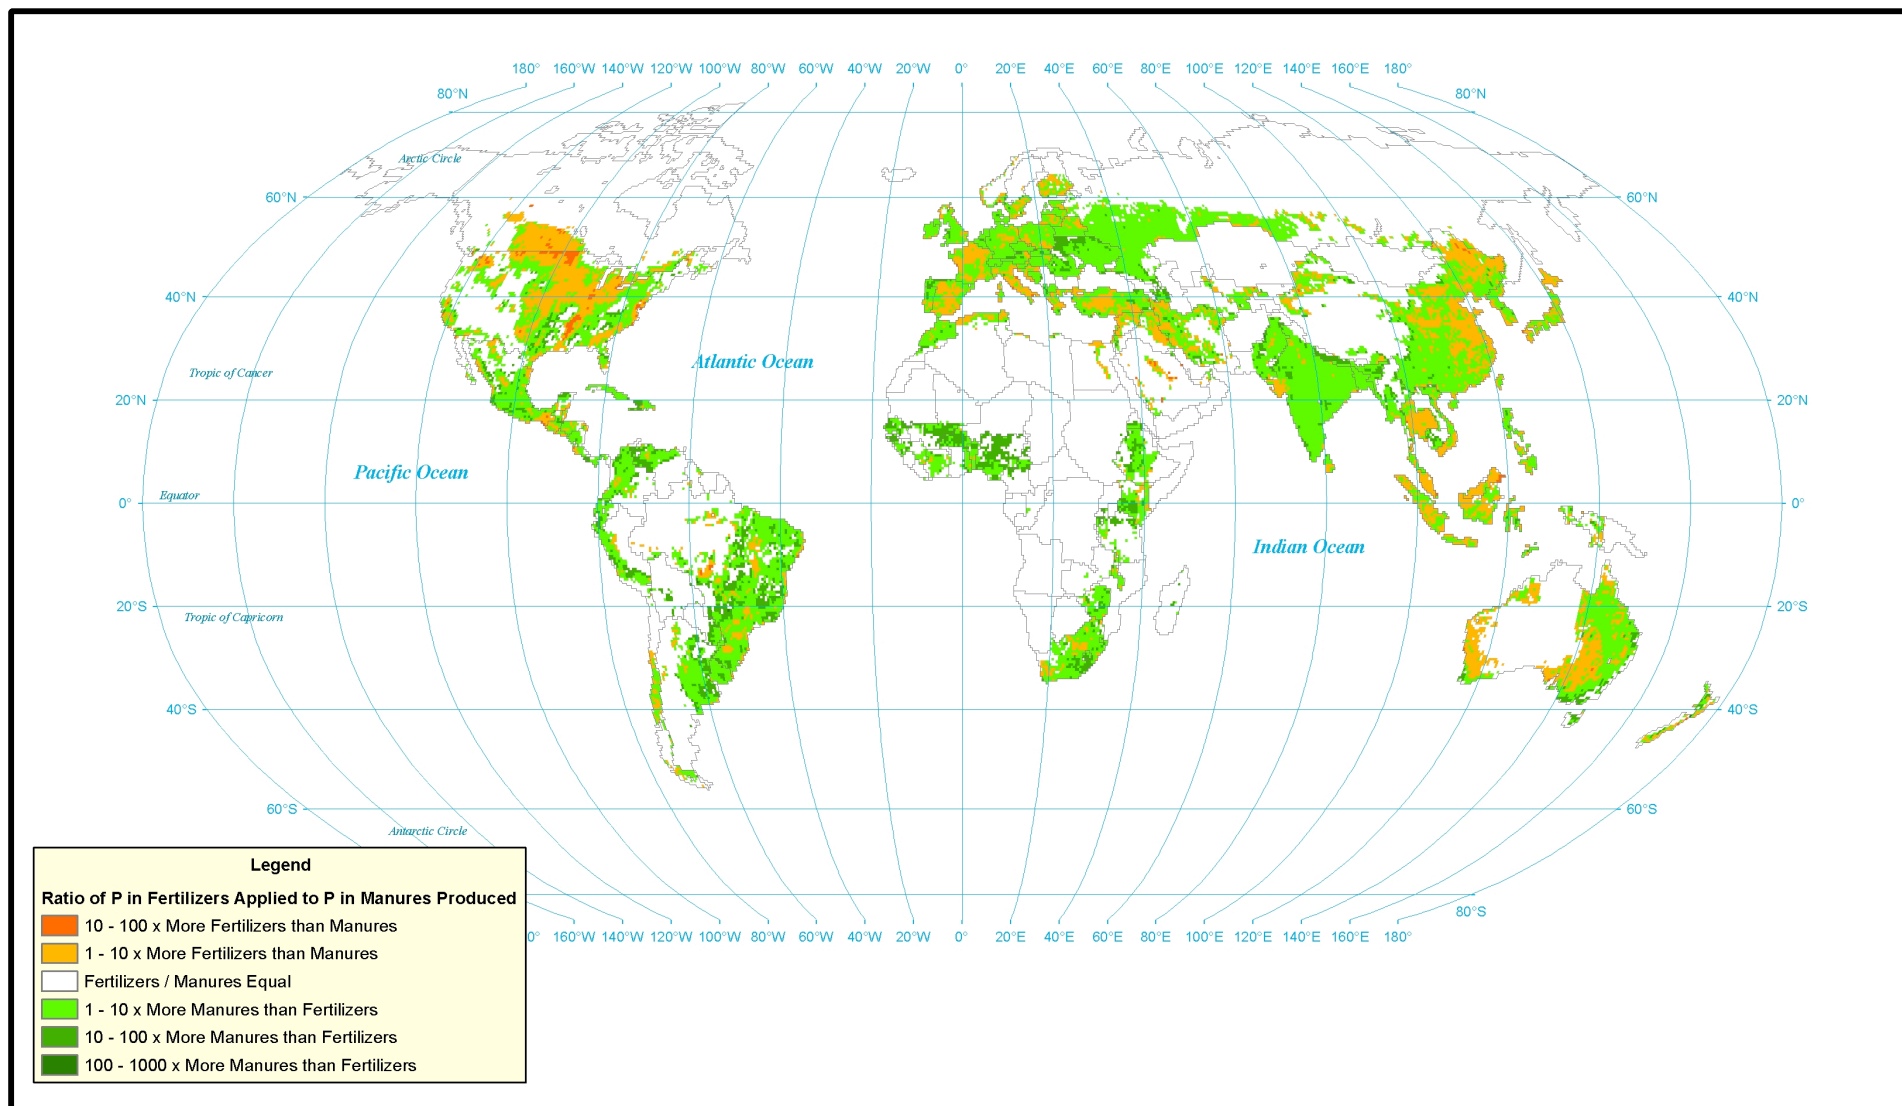 180° 160°W 140°W 120°W 100°W 80°W 60°W 40°W 20°W 0° 20°E 40°E 60°E 80°E 100°E 120°E 140°E 160°E 180°
80°N 80°N
Arctic Circle
60°N 60°N
40°N 40°N
Atlantic Ocean
Tropic of Cancer
20°N 20°N
Pacific Ocean
Equator
0° 0°
Indian Ocean
20°S 20°S
Tropic of Capricorn
40°S 40°S
60°S 60°S
Antarctic Circle
Legend
Ratio of P in Fertilizers Applied to P in Manures Produced
10 - 100 x More Fertilizers than Manures
1 - 10 x More Fertilizers than Manures
Fertilizers / Manures Equal
1 - 10 x More Manures than Fertilizers
10 - 100 x More Manures than Fertilizers
100 - 1000 x More Manures than Fertilizers
80°S
0° 160°W 140°W 120°W 100°W 80°W 60°W 40°W 20°W 0° 20°E 40°E 60°E 80°E 100°E 120°E 140°E 160°E 180°